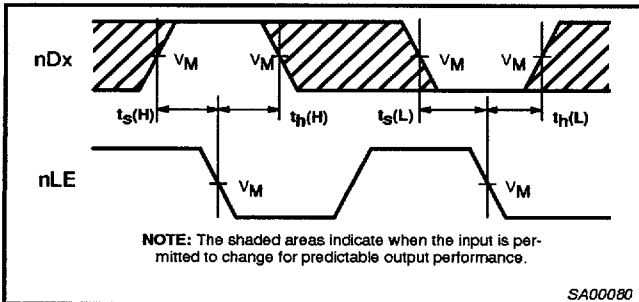 nDx
VM VM VM VM
ts(H) th(H) ts(L) th(L)
nLE
VM VM
NOTE: The shaded areas indicate when the input is per-
mitted to change for predictable output performance.
SA00080